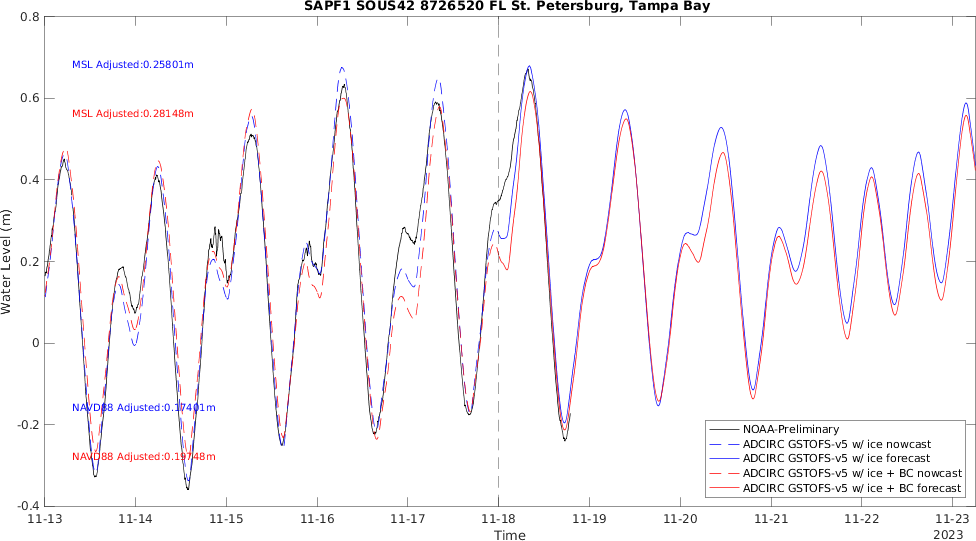 SAPF1 SOUS42 8726520 FL St. Petersburg, Tampa Bay
0.8
0.6
0.4
0.2
0
-0.2
-0.4
Water Level (m)
MSL Adjusted:0.25801m
MSL Adjusted:0.28148m
NAVD88 Adjusted:0.17401m
NAVD88 Adjusted:0.19748m
NOAA-Preliminary
ADCIRC GSTOFS-v5 w/ ice nowcast
ADCIRC GSTOFS-v5 w/ ice forecast
ADCIRC GSTOFS-v5 w/ ice + BC nowcast
ADCIRC GSTOFS-v5 w/ ice + BC forecast
11-13 11-14 11-15 11-16 11-17 11-18 11-19 11-20 11-21 11-22 11-23
Time
2023